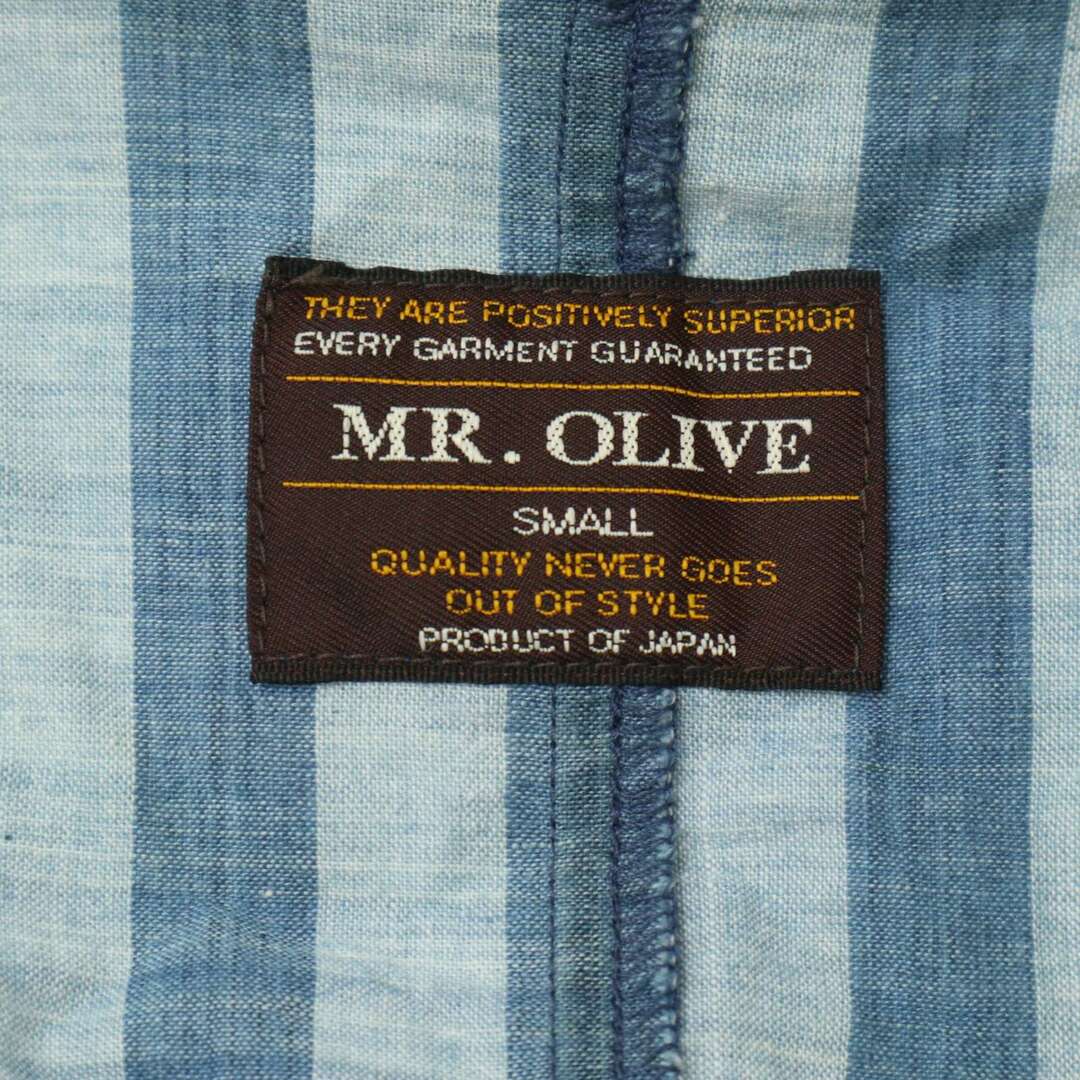 THEY ARE POSITIVELY SUPERIOR
EVERY GARMENT GUARANTEED
MR. OLIVE
SMALL
QUALITY NEVER GOES
OUT OF STYLE
PRODUCT OF JAPAN